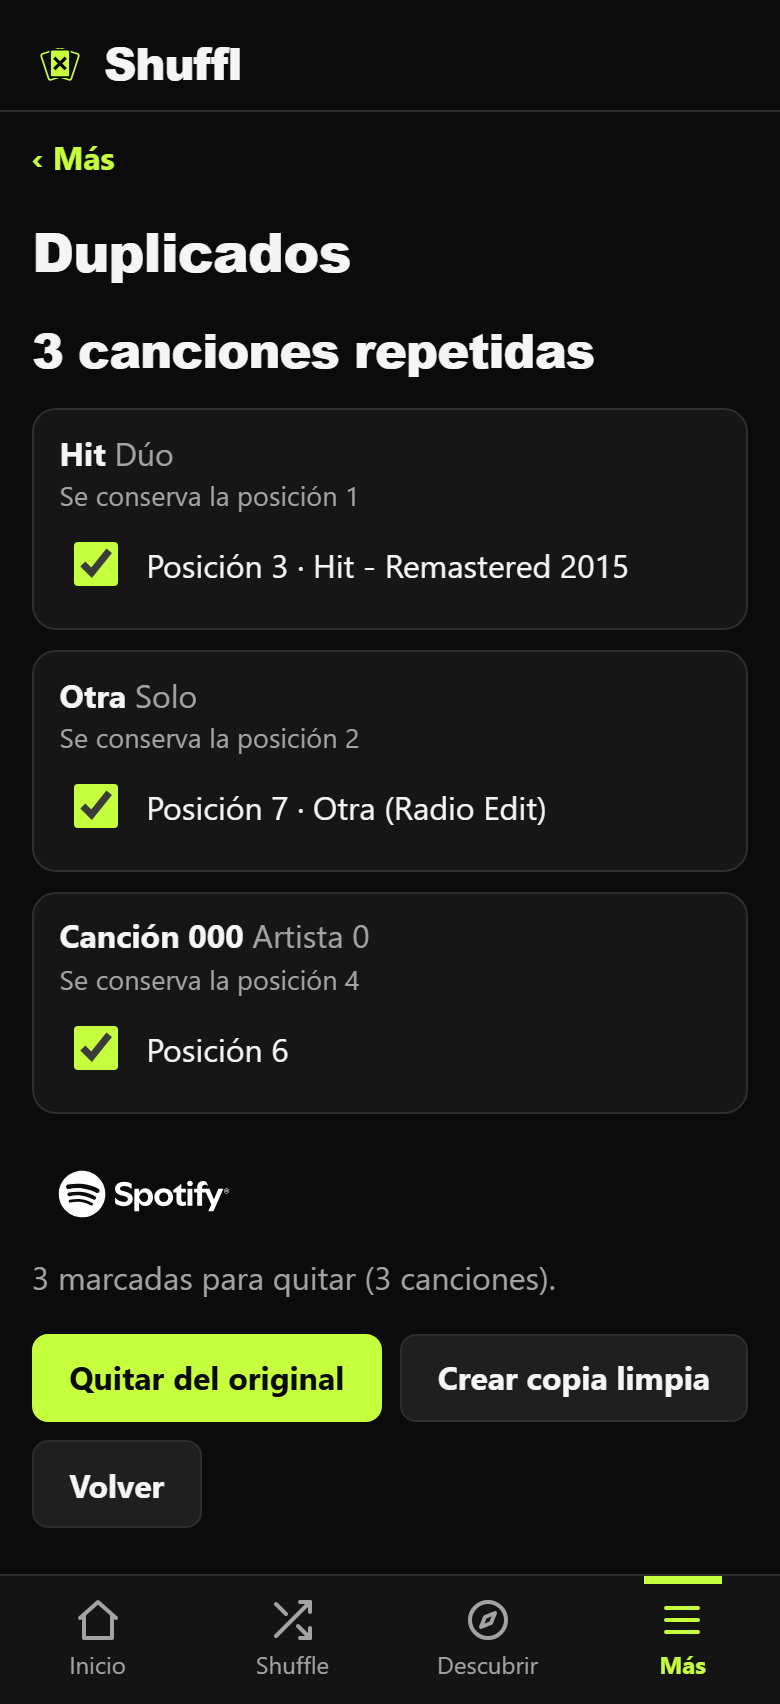 Shuffl
‹ Más
Duplicados
3 canciones repetidas
Hit Dúo
Se conserva la posición 1
Posición 3 · Hit - Remastered 2015
Otra Solo
Se conserva la posición 2
Posición 7 · Otra (Radio Edit)
Canción 000 Artista 0
Se conserva la posición 4
Posición 6
Spotify®
3 marcadas para quitar (3 canciones).
Quitar del original
Crear copia limpia
Volver
Inicio
Shuffle
Descubrir
Más